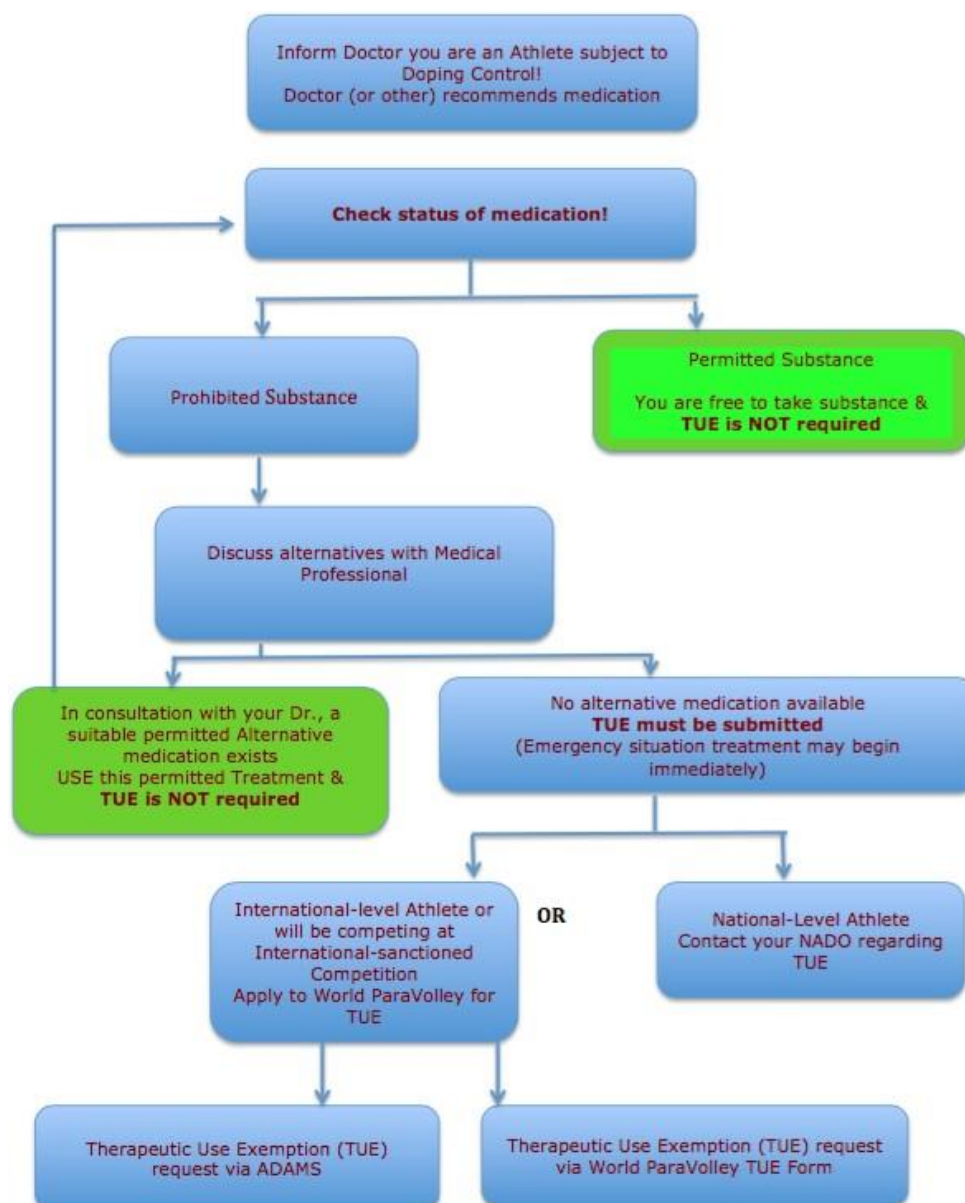 Inform Doctor you are an Athlete subject to
Doping Control!
Doctor (or other) recommends medication
Check status of medication!
Prohibited Substance
Permitted Substance
You are free to take substance &
TUE is NOT required
Discuss alternatives with Medical
Professional
In consultation with your Dr., a
suitable permitted Alternative
medication exists
USE this permitted Treatment &
TUE is NOT required
No alternative medication available
TUE must be submitted
(Emergency situation treatment may begin
immediately)
International-level Athlete or
will be competing at
International-sanctioned
Competition
Apply to World ParaVolley for
TUE
OR
National-Level Athlete
Contact your NADO regarding
TUE
Therapeutic Use Exemption (TUE)
request via ADAMS
Therapeutic Use Exemption (TUE) request
via World ParaVolley TUE Form